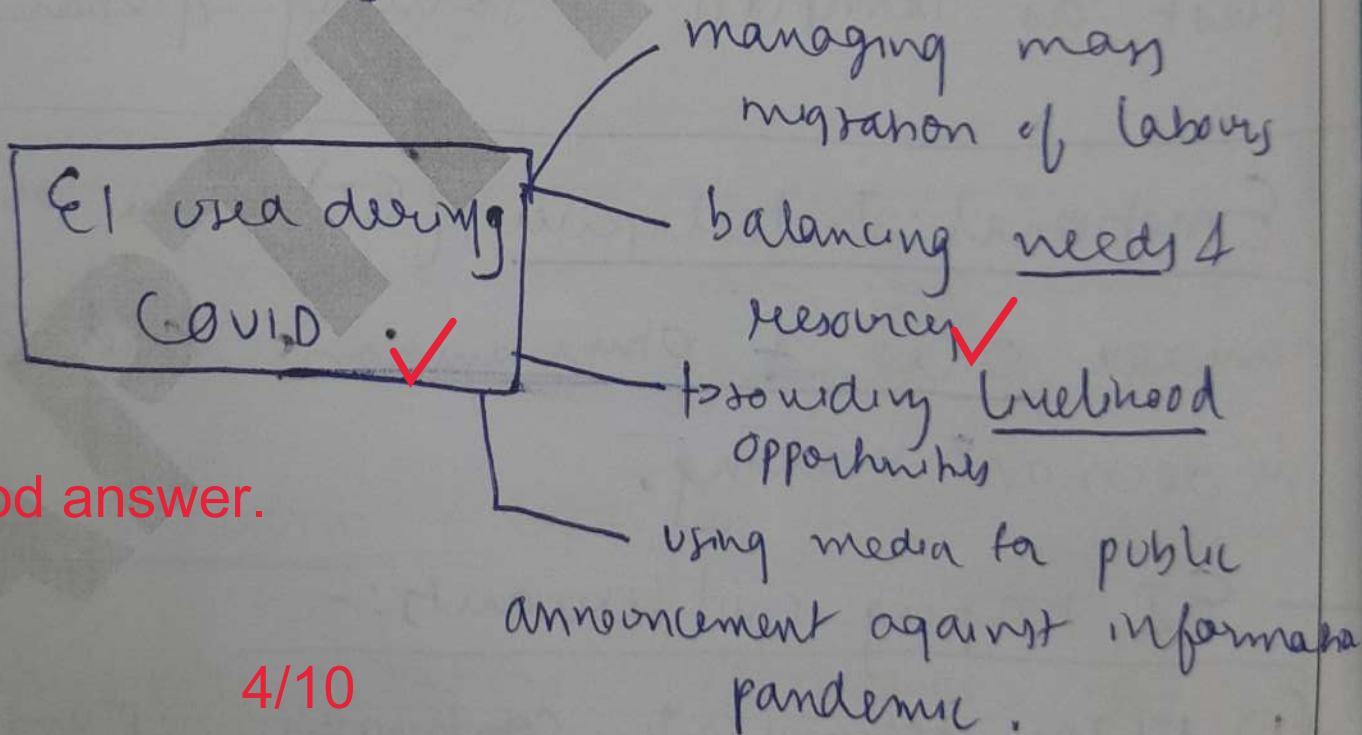 managing mass
migration of labours
EI used during
COVID.
balancing needs &
resources
providing livelihood
opportunities
od answer.
using media for public
announcement against informa
pandemic.
4/10